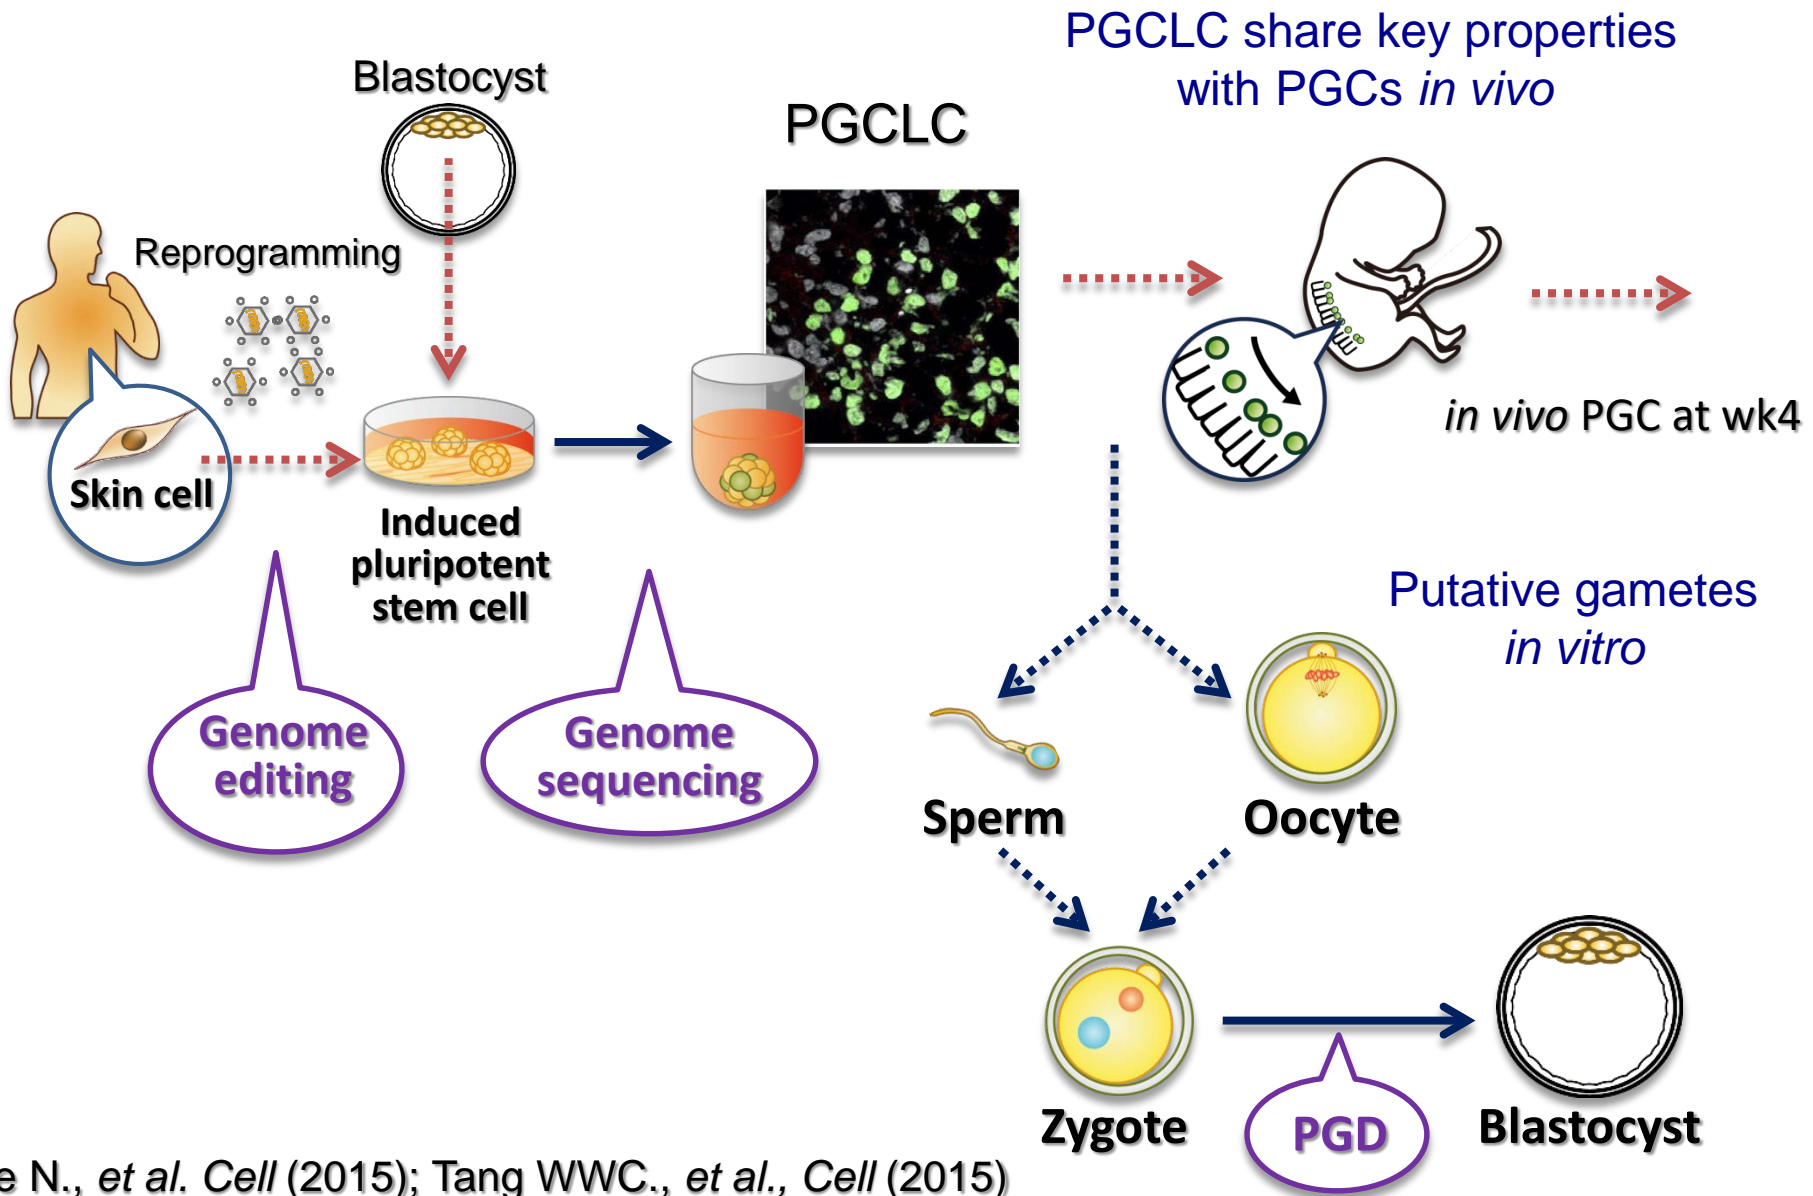 PGCLC share key properties
with PGCs in vivo
Blastocyst
PGCLC
Reprogramming
in vivo PGC at wk4
Skin cell
Induced
pluripotent
stem cell
Putative gametes
in vitro
Genome
editing
Genome
sequencing
Sperm
Oocyte
Zygote
PGD
Blastocyst
e N., et al. Cell (2015); Tang WWC., et al., Cell (2015)